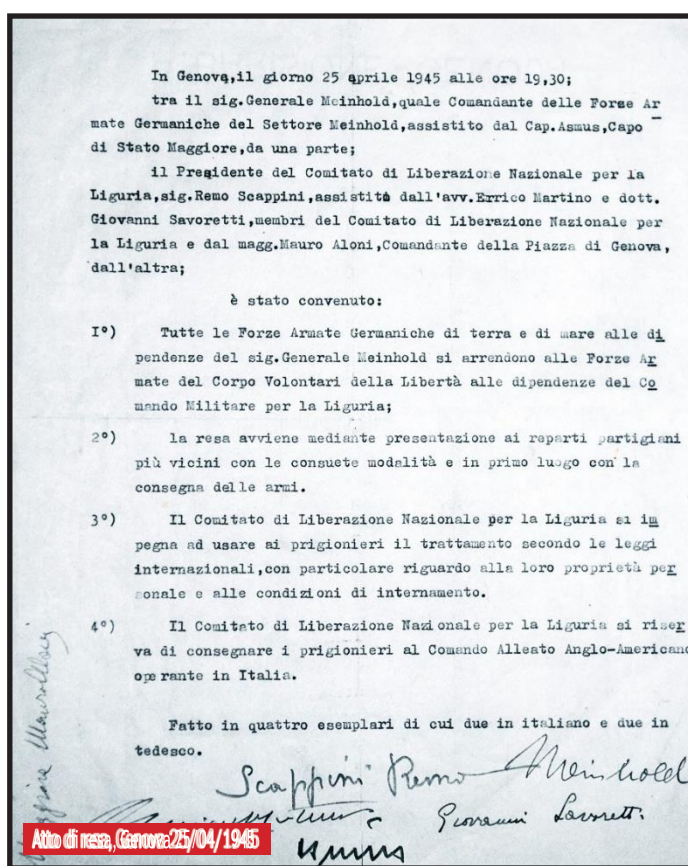 In Genova,il giorno 25 aprile 1945 alle ore 19,30;
tra il sig.Generale Meinhold,quale Comandante delle Forze Ar
mate Germaniche del Settore Meinhold,assistito dal Cap.Asmus,Capo
di Stato Maggiore,da una parte;
il Presidente del Comitato di Liberazione Nazionale per la
Liguria,sig.Remo Scappini,assistito dall'avv.Errico Martino e dott.
Giovanni Savoretti,membri del Comitato di Liberazione Nazionale per
la Liguria e dal magg.Mauro Aloni,Comandante della Piazza di Genova,
dall'altra;
è stato convenuto:
I°) Tutte le Forze Armate Germaniche di terra e di mare alle di
pendenze del sig.Generale Meinhold si arrendono alle Forze Ar
mate del Corpo Volontari della Libertà alle dipendenze del Co
mando Militare per la Liguria;
2°) la resa avviene mediante presentazione ai reparti partigiani
più vicini con le consuete modalità e in primo luogo con la
consegna delle armi.
3°) Il Comitato di Liberazione Nazionale per la Liguria si im
pegna ad usare ai prigionieri il trattamento secondo le leggi
internazionali,con particolare riguardo alla loro proprietà per
sonale e alle condizioni di internamento.
4°) Il Comitato di Liberazione Nazionale per la Liguria si riser
va di consegnare i prigionieri al Comando Alleato Anglo-Americano
operante in Italia.
Fatto in quattro esemplari di cui due in italiano e due in
tedesco.
Scappini Remo Meinhold
Giovanni Savoretti
Atto di resa, Genova 25/04/1945